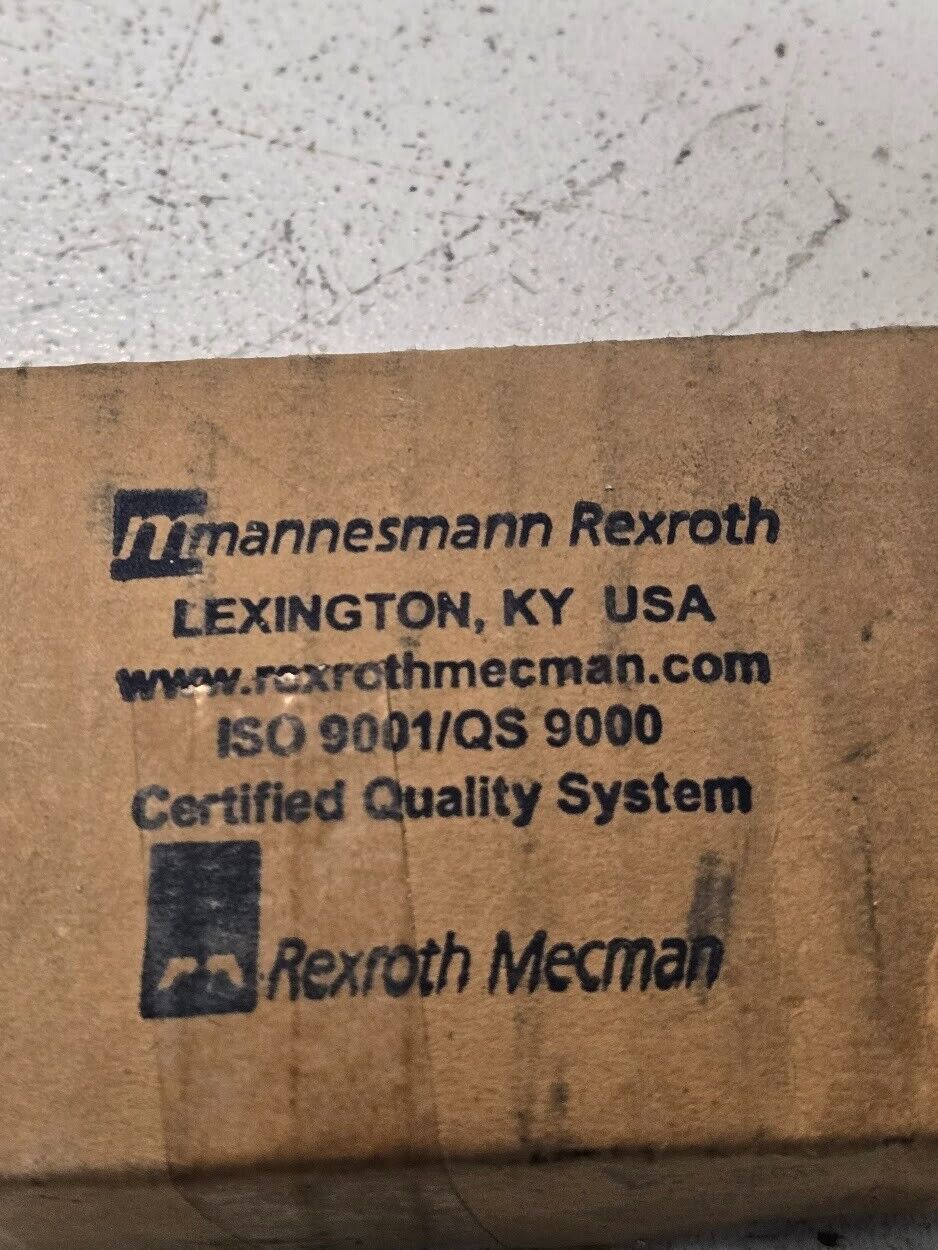 m mannesmann Rexroth
LEXINGTON, KY USA
www.rexrothmecman.com
ISO 9001/QS 9000
Certified Quality System
Rexroth Mecman